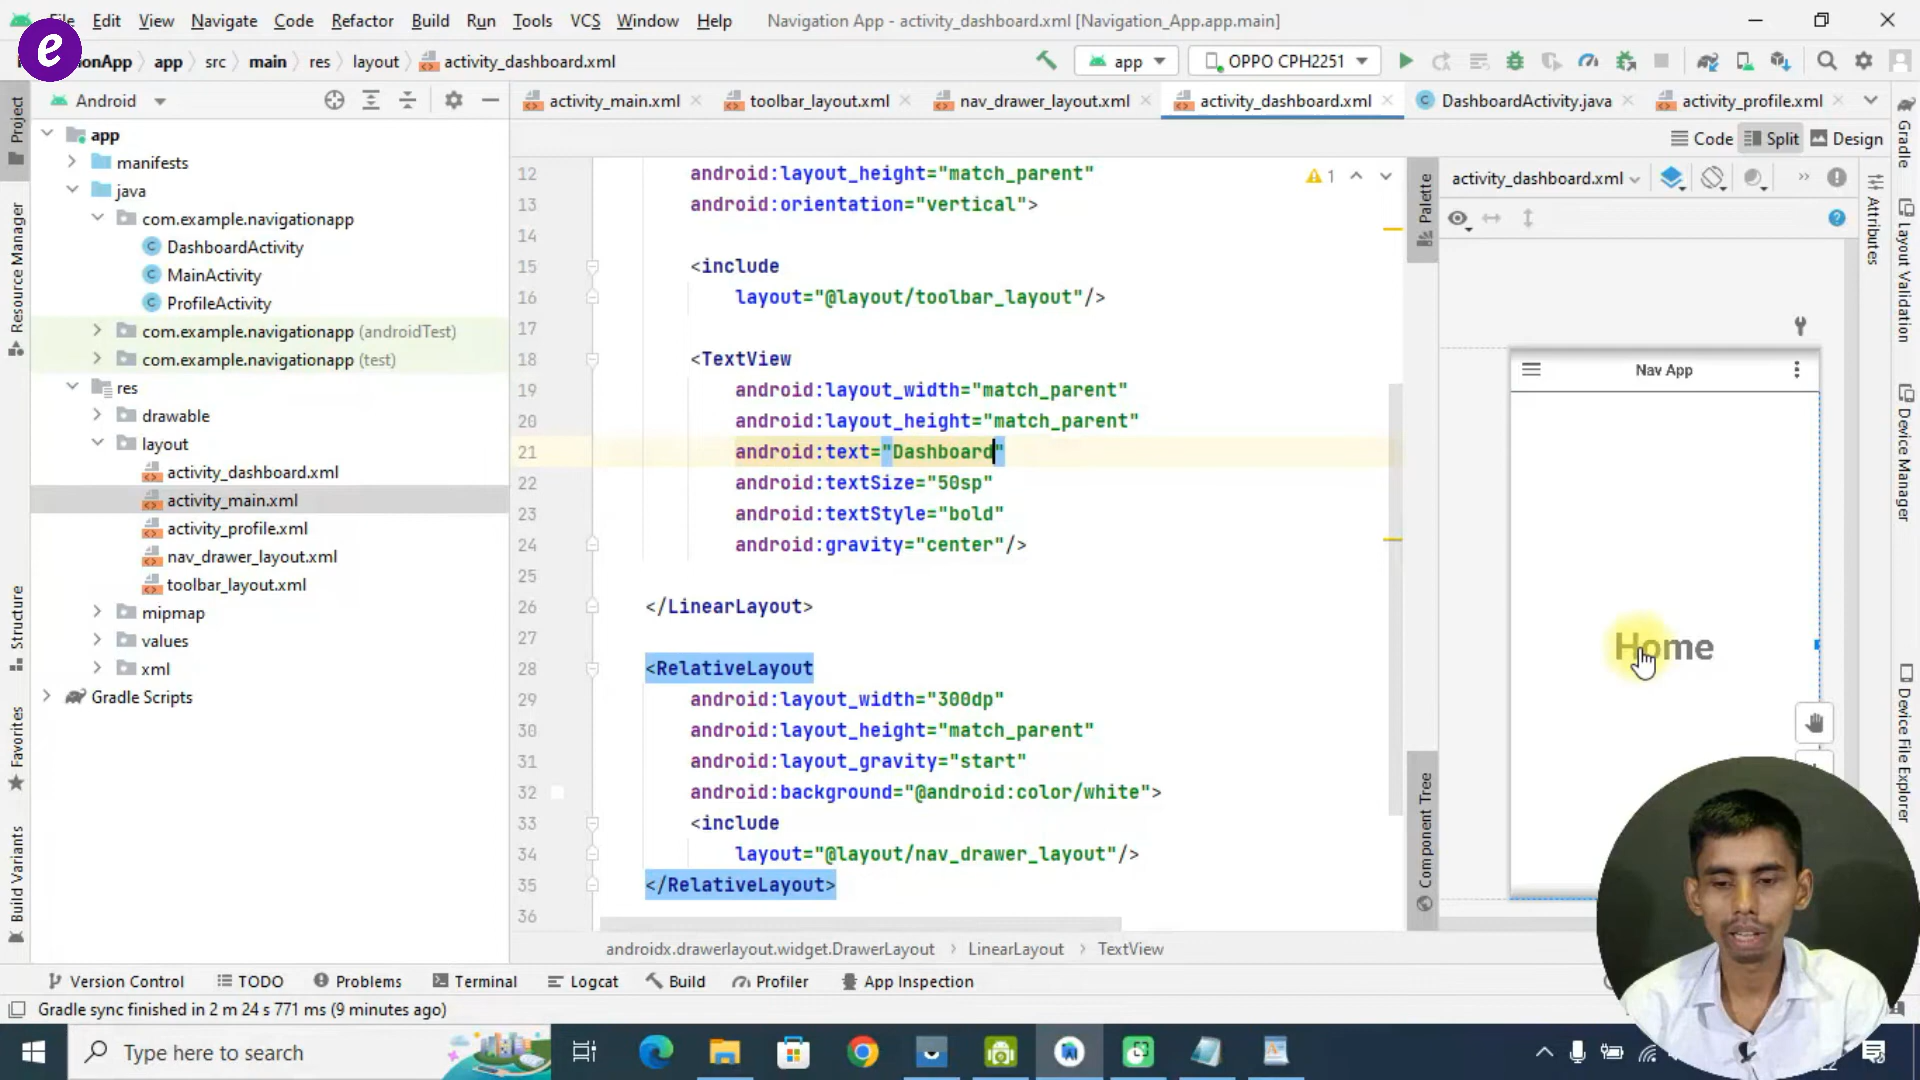 File Edit View Navigate Code Refactor Build Run Tools VCS Window Help Navigation App - activity_dashboard.xml [Navigation_App.app.main]
e
app src main res layout activity_dashboard.xml app OPPO CPH2251
Android activity_main.xml toolbar_layout.xml nav_drawer_layout.xml activity_dashboard.xml DashboardActivity.java activity_profile.xml
Code Split Design
app
manifests
java
com.example.navigationapp
DashboardActivity
MainActivity
ProfileActivity
com.example.navigationapp (androidTest)
com.example.navigationapp (test)
res
drawable
layout
activity_dashboard.xml
activity_main.xml
activity_profile.xml
nav_drawer_layout.xml
toolbar_layout.xml
mipmap
values
xml
Gradle Scripts
Project
Resource Manager
Structure
Favorites
Build Variants
12 android:layout_height="match_parent"
13 android:orientation="vertical">
14
15 <include
16 layout="@layout/toolbar_layout"/>
17
18 <TextView
19 android:layout_width="match_parent"
20 android:layout_height="match_parent"
21 android:text="Dashboard"
22 android:textSize="50sp"
23 android:textStyle="bold"
24 android:gravity="center"/>
25
26 </LinearLayout>
27
28 <RelativeLayout
29 android:layout_width="300dp"
30 android:layout_height="match_parent"
31 android:layout_gravity="start"
32 android:background="@android:color/white">
33 <include
34 layout="@layout/nav_drawer_layout"/>
35 </RelativeLayout>
36
1
Palette
Component Tree
activity_dashboard.xml
Nav App
Home
Attributes
Gradle
Layout Validation
Device Manager
Device File Explorer
androidx.drawerlayout.widget.DrawerLayout LinearLayout TextView
Version Control TODO Problems Terminal Logcat Build Profiler App Inspection
Gradle sync finished in 2 m 24 s 771 ms (9 minutes ago)
Type here to search